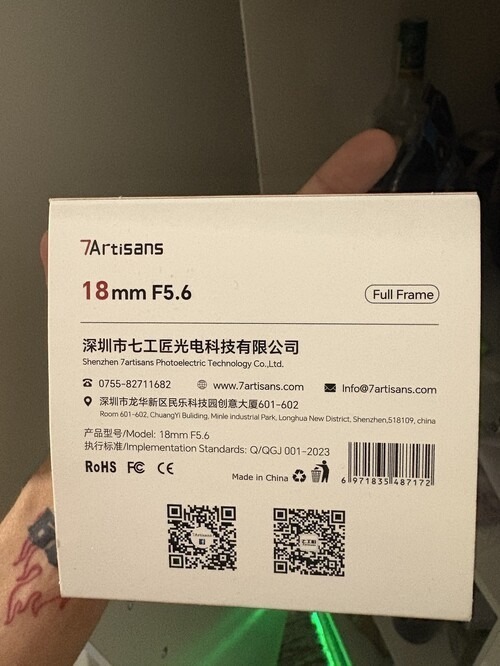 7Artisans
18mm F5.6
Full Frame
深圳市七工匠光电科技有限公司
Shenzhen 7artisans Photoelectric Technology Co.,Ltd.
0755-82711682 www.7artisans.com Info@7artisans.com
深圳市龙华新区民乐科技园创意大厦601-602
Room 601-602, ChuangYi Buliding, Minle industrial Park, Longhua New District, Shenzhen,518109, china
产品型号/Model: 18mm F5.6
执行标准/Implementation Standards: Q/QGJ 001-2023
RoHS FC CE
Made in China
6 971835 487172
7Artisans
七工匠